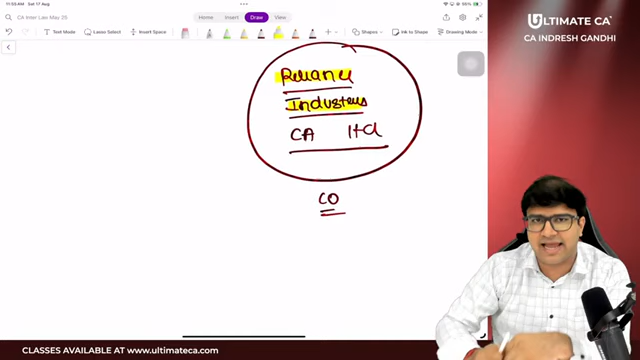 11:55 AM Sat 17 Aug
56%
CA Inter Law May 25
Home Insert Draw View
Text Mode Lasso Select Insert Space Shapes Ink to Shape Drawing Mode
ULTIMATE CA
CA INDRESH GANDHI
Reliance
Industries
CA ltd
CO
CLASSES AVAILABLE AT www.ultimateca.com